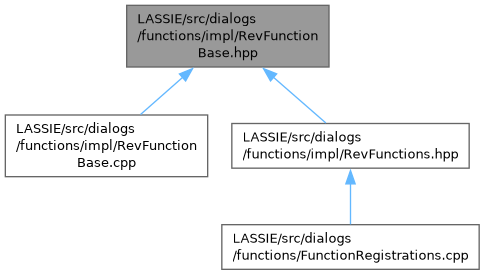 LASSIE/src/dialogs
/functions/impl/RevFunction
Base.hpp
LASSIE/src/dialogs
/functions/impl/RevFunction
Base.cpp
LASSIE/src/dialogs
/functions/impl/RevFunctions.hpp
LASSIE/src/dialogs
/functions/FunctionRegistrations.cpp